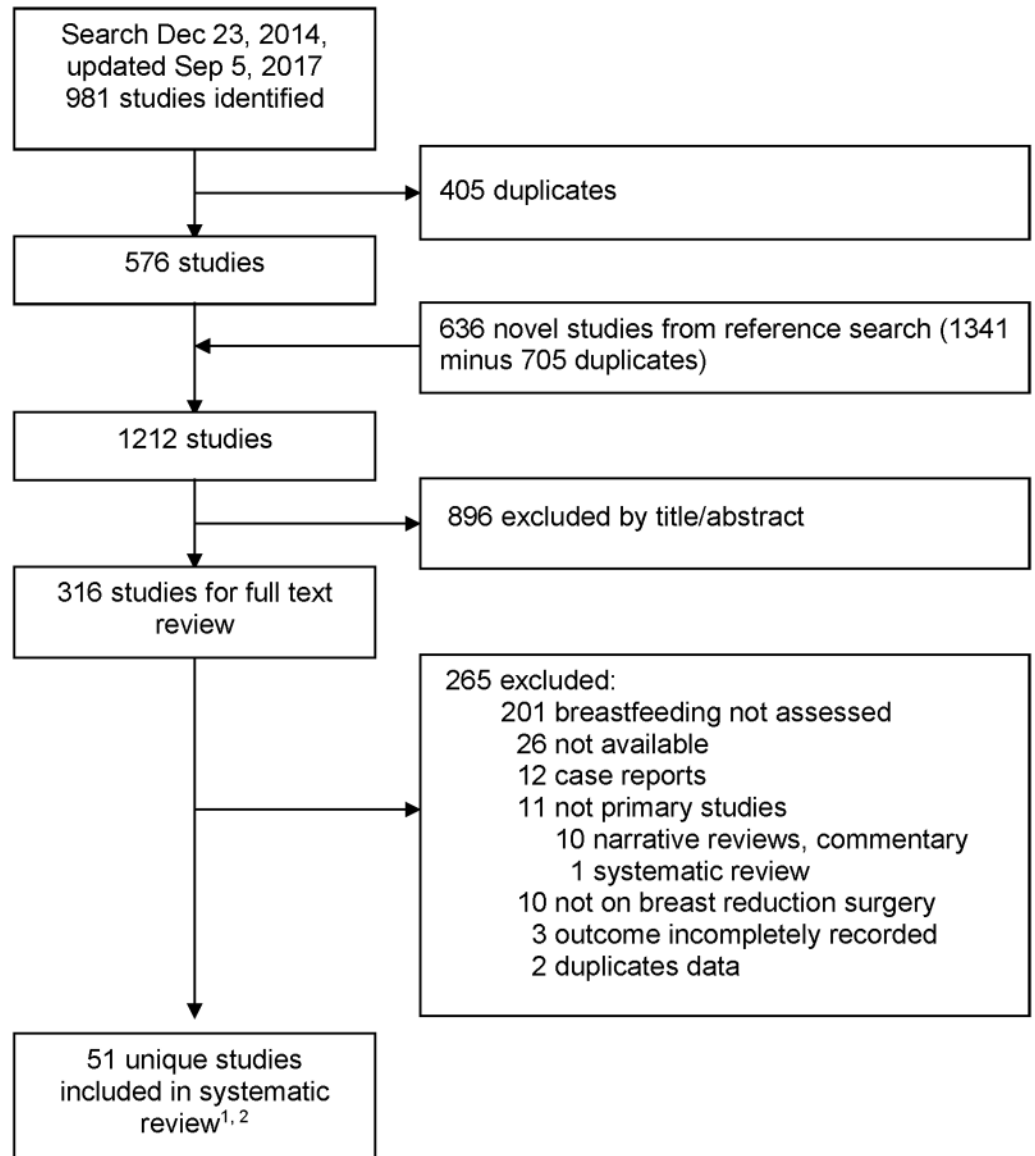 Search Dec 23, 2014,
updated Sep 5, 2017
981 studies identified
405 duplicates
576 studies
636 novel studies from reference search (1341
minus 705 duplicates)
1212 studies
896 excluded by title/abstract
316 studies for full text
review
265 excluded:
201 breastfeeding not assessed
26 not available
12 case reports
11 not primary studies
10 narrative reviews, commentary
1 systematic review
10 not on breast reduction surgery
3 outcome incompletely recorded
2 duplicates data
51 unique studies
included in systematic
review1, 2